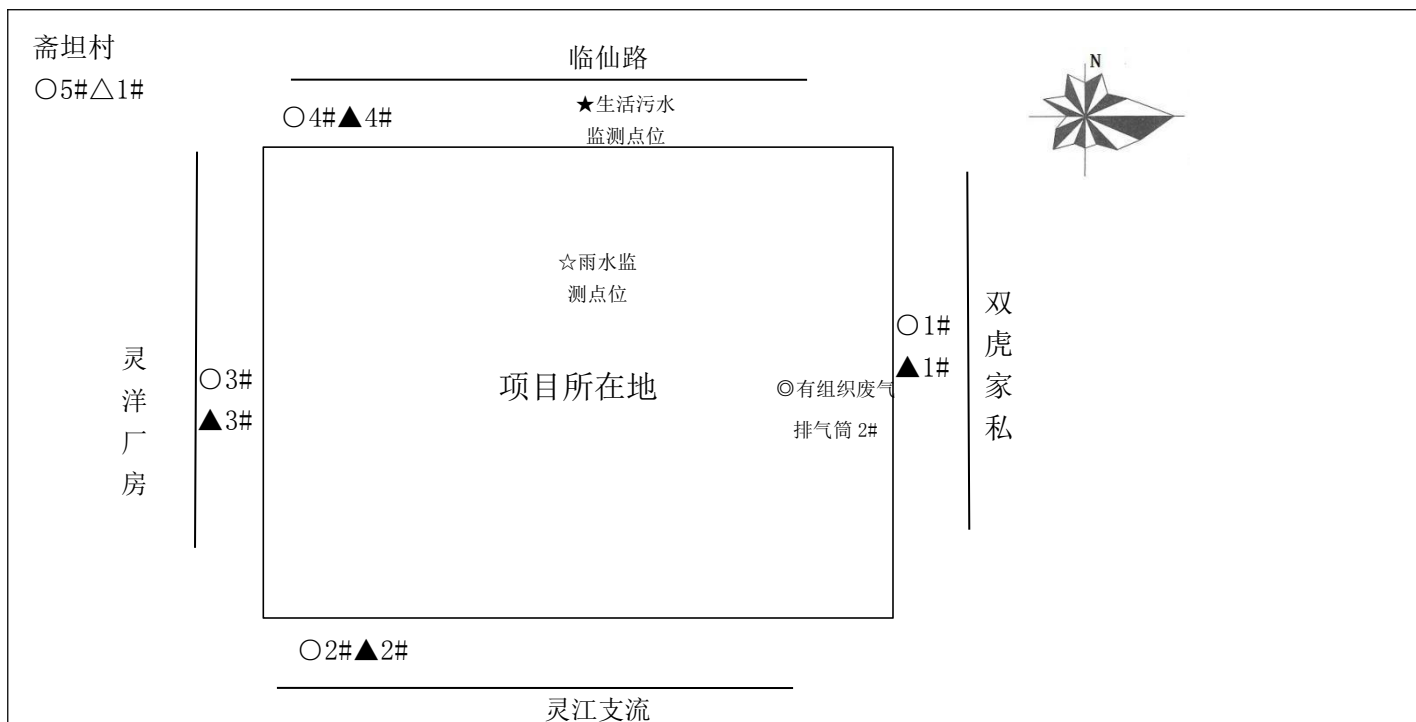 斋坦村
○5#△1#
临仙路
N
○4#▲4#
★生活污水
监测点位
☆雨水监
测点位
灵洋厂房
○3#
▲3#
项目所在地
◎有组织废气
排气筒 2#
○1#
▲1#
双虎家私
○2#▲2#
灵江支流